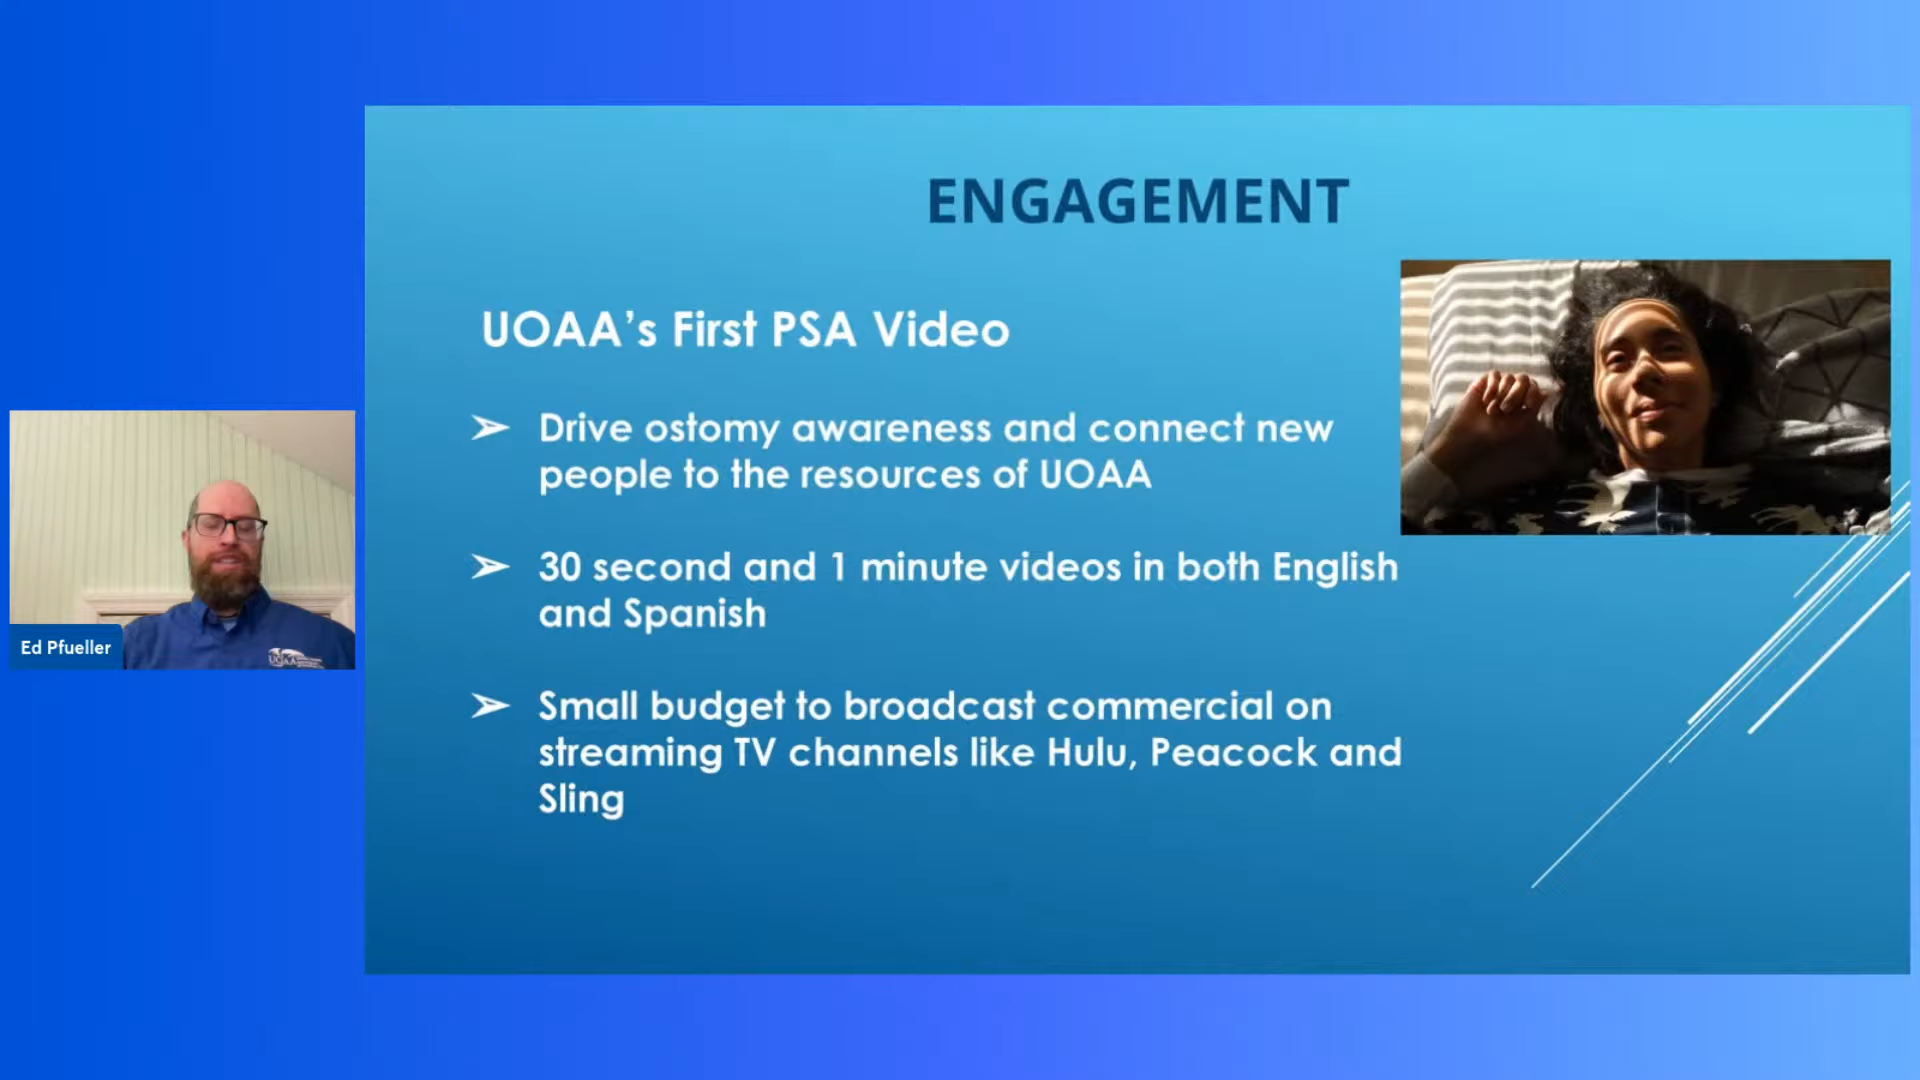 ENGAGEMENT
UOAA's First PSA Video
➢ Drive ostomy awareness and connect new
people to the resources of UOAA
➢ 30 second and 1 minute videos in both English
and Spanish
➢ Small budget to broadcast commercial on
streaming TV channels like Hulu, Peacock and
Sling
Ed Pfueller
UOAA